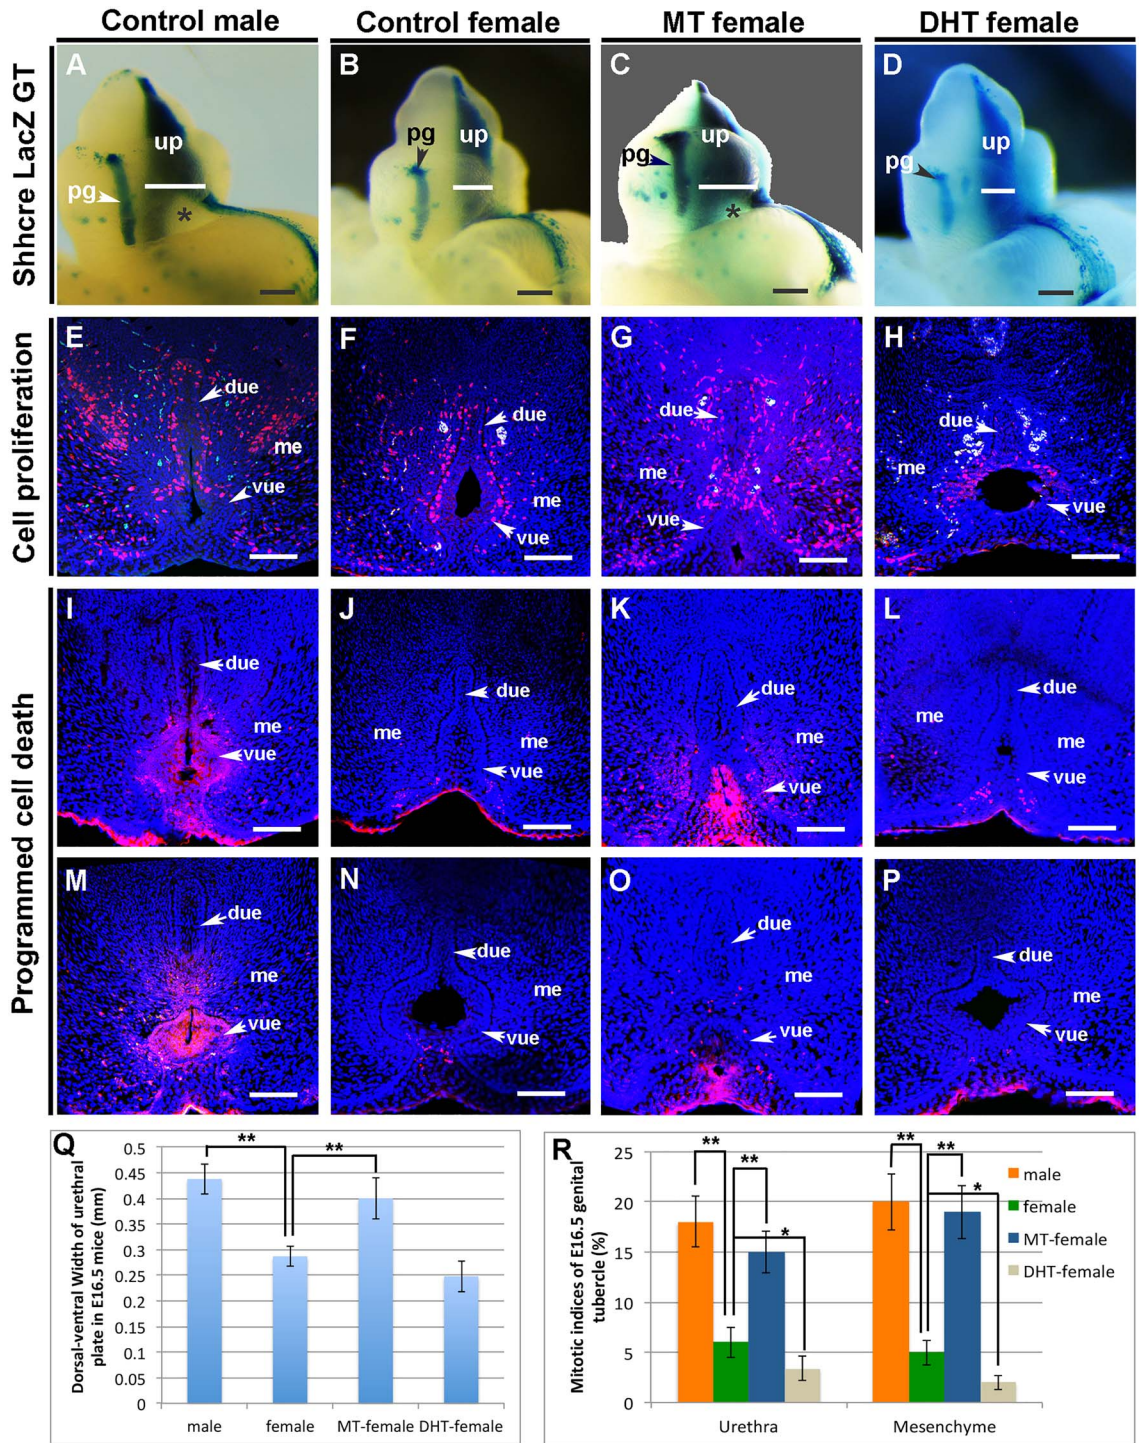 Control male
Control female
MT female
DHT female
Shhcre LacZ GT
A
up
pg
*
B
pg
up
C
up
pg
*
D
up
pg
Cell proliferation
E
due
me
vue
F
due
me
vue
G
due
me
vue
H
due
me
vue
Programmed cell death
I
due
me
vue
J
due
me
me
vue
K
due
me
vue
L
due
me
me
vue
M
due
me
vue
N
due
me
vue
O
due
me
vue
P
due
me
vue
Q
Dorsal-ventral Width of urethral
plate in E16.5 mice (mm)
0.5
0.45
0.4
0.35
0.3
0.25
0.2
0.15
0.1
0.05
0
**
**
male
female
MT-female
DHT-female
R
Mitotic indices of E16.5 genital
tubercle (%)
25
20
15
10
5
0
**
**
*
**
**
*
male
female
MT-female
DHT-female
Urethra
Mesenchyme